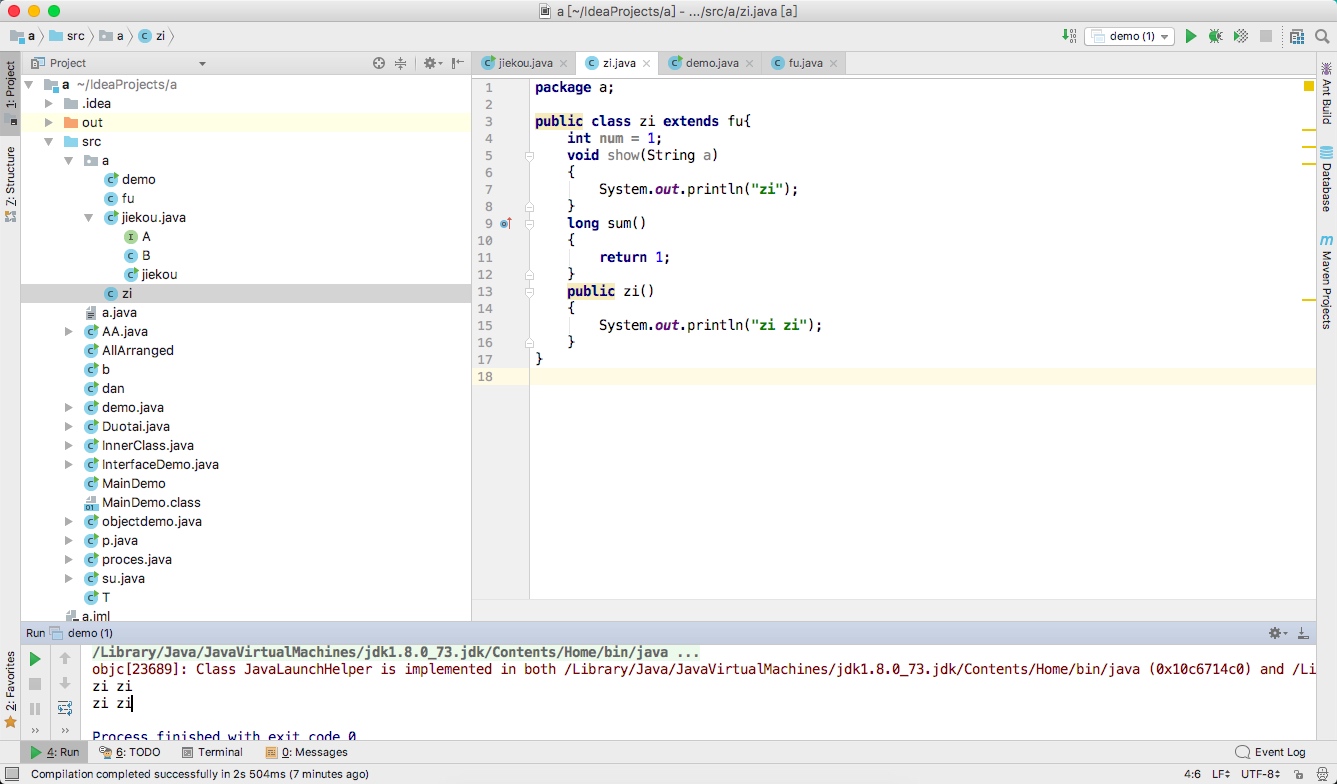 a [~/IdeaProjects/a] - .../src/a/zi.java [a]
a src a zi
demo (1)
Project
jiekou.java zi.java demo.java fu.java
1: Project
Z: Structure
2: Favorites
a ~/IdeaProjects/a
.idea
out
src
a
demo
fu
jiekou.java
A
B
jiekou
zi
a.java
AA.java
AllArranged
b
dan
demo.java
Duotai.java
InnerClass.java
InterfaceDemo.java
MainDemo
MainDemo.class
objectdemo.java
p.java
proces.java
su.java
T
a.iml
1 package a;
2
3 public class zi extends fu{
4 int num = 1;
5 void show(String a)
6 {
7 System.out.println("zi");
8 }
9 long sum()
10 {
11 return 1;
12 }
13 public zi()
14 {
15 System.out.println("zi zi");
16 }
17 }
18
Ant Build
Database
Maven Projects
Run demo (1)
/Library/Java/JavaVirtualMachines/jdk1.8.0_73.jdk/Contents/Home/bin/java ...
objc[23689]: Class JavaLaunchHelper is implemented in both /Library/Java/JavaVirtualMachines/jdk1.8.0_73.jdk/Contents/Home/bin/java (0x10c6714c0) and /Li
zi zi
zi zi
Process finished with exit code 0
4: Run 6: TODO Terminal 0: Messages Event Log
Compilation completed successfully in 2s 504ms (7 minutes ago) 4:6 LF UTF-8